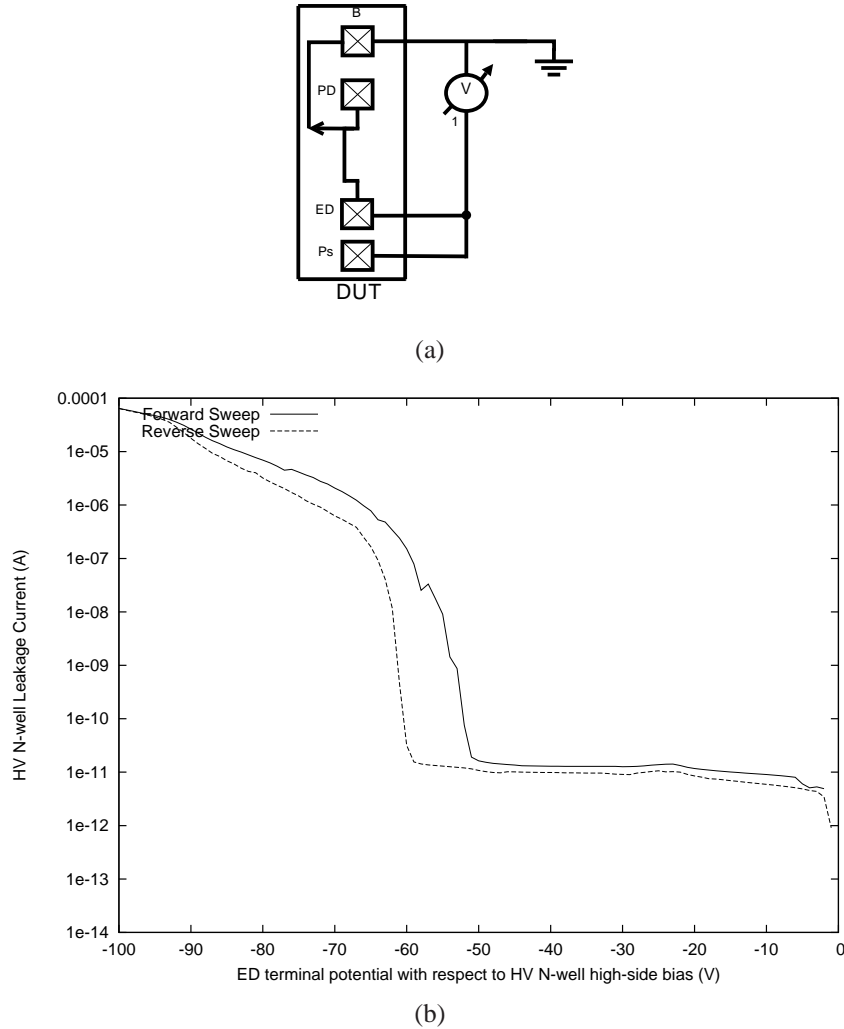 B
PD
V
1
ED
Ps
DUT
(a)
0.0001
Forward Sweep
Reverse Sweep
1e-05
1e-06
1e-07
1e-08
1e-09
1e-10
1e-11
1e-12
1e-13
1e-14
HV N-well Leakage Current (A)
-100 -90 -80 -70 -60 -50 -40 -30 -20 -10 0
ED terminal potential with respect to HV N-well high-side bias (V)
(b)